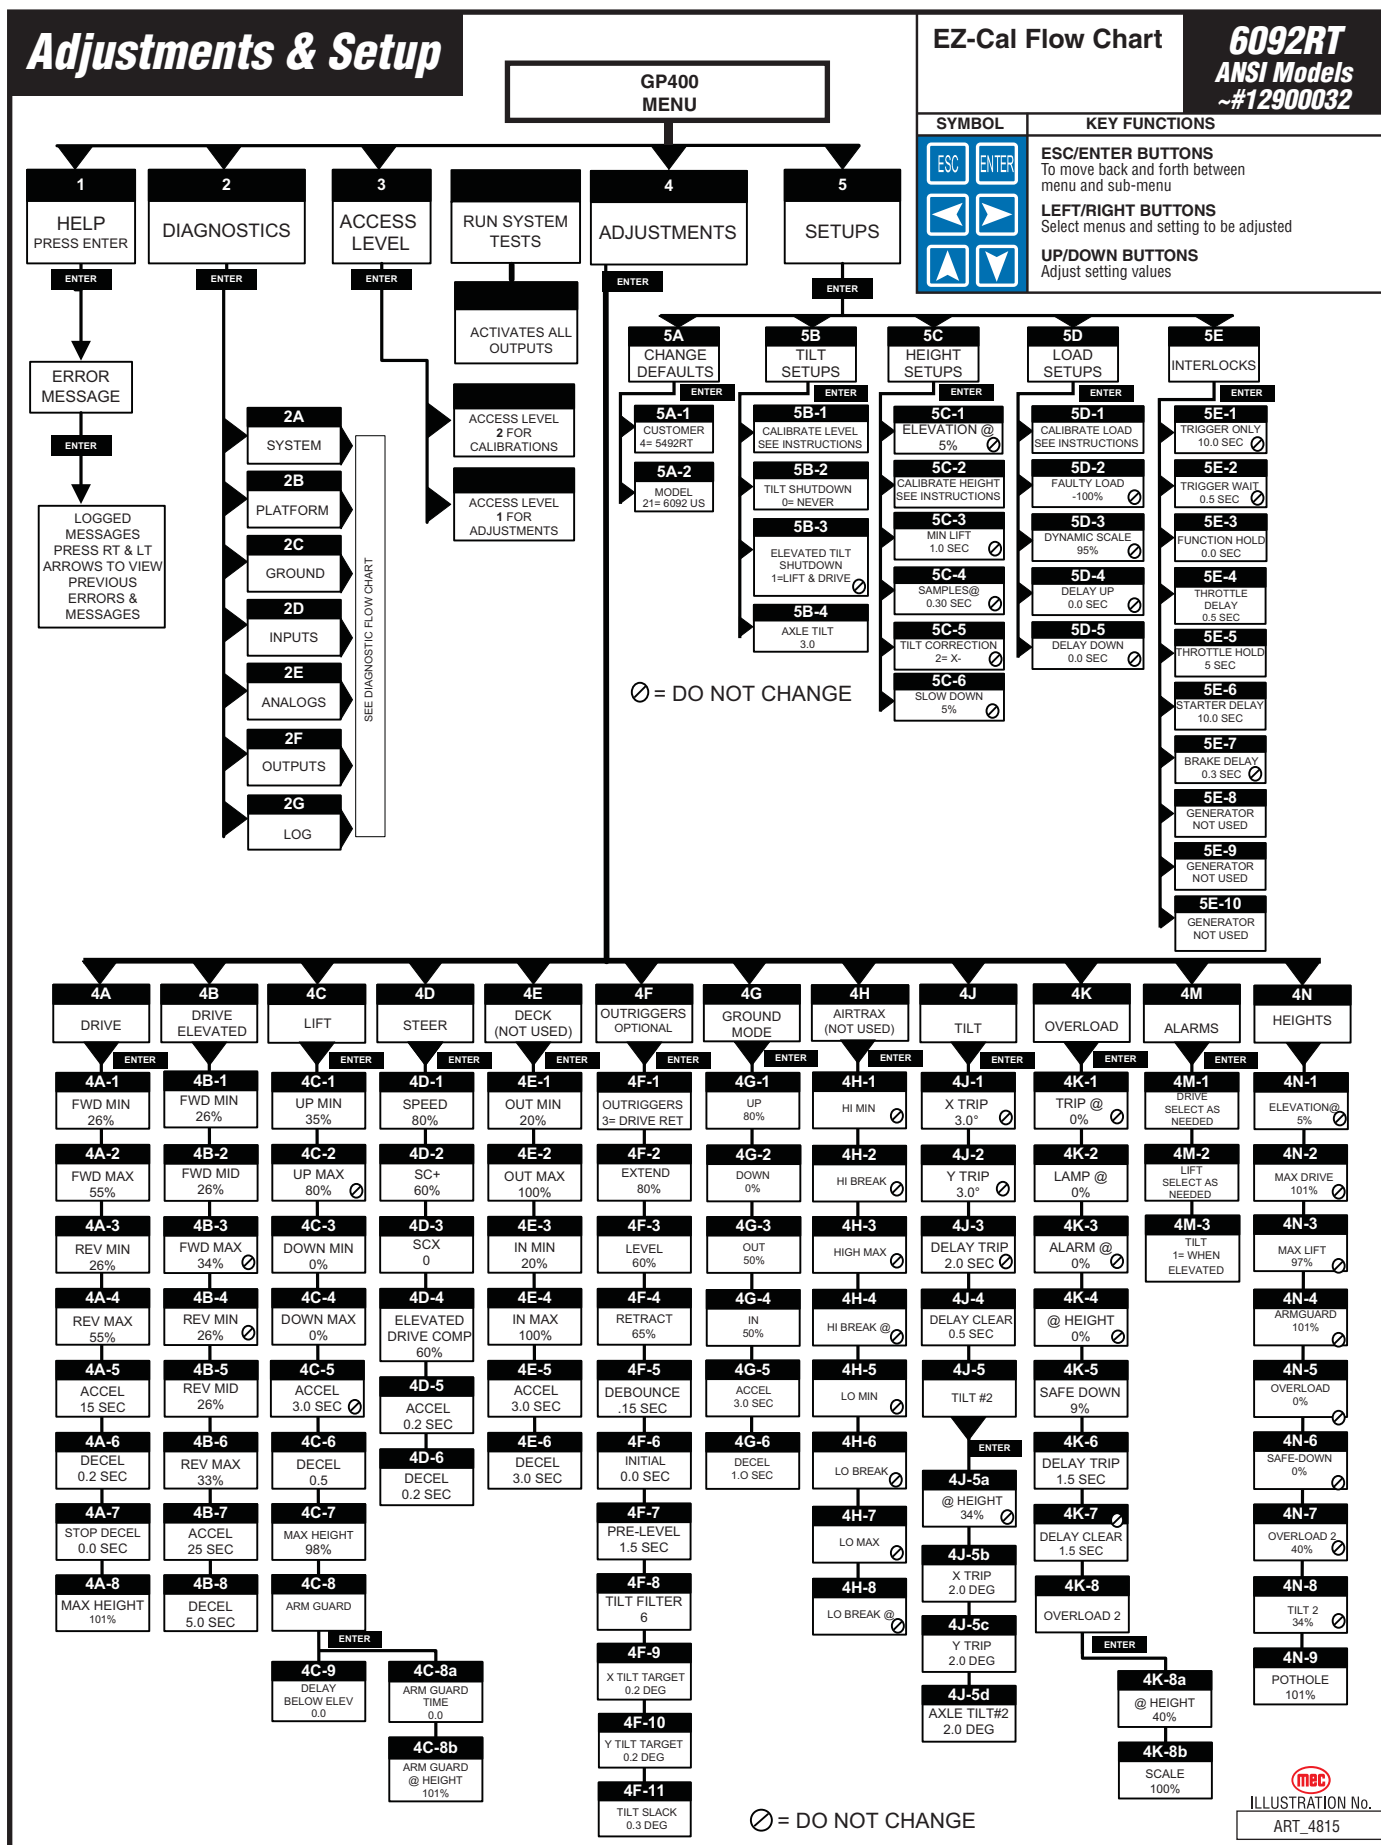 Adjustments & Setup
EZ-Cal Flow Chart
6092RT
ANSI Models
~#12900032
GP400
MENU
SYMBOL
KEY FUNCTIONS
ESC
ENTER
ESC/ENTER BUTTONS
To move back and forth between
menu and sub-menu
LEFT/RIGHT BUTTONS
Select menus and setting to be adjusted
UP/DOWN BUTTONS
Adjust setting values
1
HELP
PRESS ENTER
ENTER
ERROR
MESSAGE
ENTER
LOGGED
MESSAGES
PRESS RT & LT
ARROWS TO VIEW
PREVIOUS
ERRORS &
MESSAGES
2
DIAGNOSTICS
ENTER
2A
SYSTEM
2B
PLATFORM
2C
GROUND
2D
INPUTS
2E
ANALOGS
2F
OUTPUTS
2G
LOG
SEE DIAGNOSTIC FLOW CHART
3
ACCESS
LEVEL
ENTER
ACCESS LEVEL
2 FOR
CALIBRATIONS
ACCESS LEVEL
1 FOR
ADJUSTMENTS
RUN SYSTEM
TESTS
ACTIVATES ALL
OUTPUTS
4
ADJUSTMENTS
ENTER
5
SETUPS
ENTER
5A
CHANGE
DEFAULTS
ENTER
5A-1
CUSTOMER
4= 5492RT
5A-2
MODEL
21= 6092 US
5B
TILT
SETUPS
ENTER
5B-1
CALIBRATE LEVEL
SEE INSTRUCTIONS
5B-2
TILT SHUTDOWN
0= NEVER
5B-3
ELEVATED TILT
SHUTDOWN
1=LIFT & DRIVE
5B-4
AXLE TILT
3.0
5C
HEIGHT
SETUPS
ENTER
5C-1
ELEVATION @
5%
5C-2
CALIBRATE HEIGHT
SEE INSTRUCTIONS
5C-3
MIN LIFT
1.0 SEC
5C-4
SAMPLES@
0.30 SEC
5C-5
TILT CORRECTION
2= X-
5C-6
SLOW DOWN
5%
5D
LOAD
SETUPS
ENTER
5D-1
CALIBRATE LOAD
SEE INSTRUCTIONS
5D-2
FAULTY LOAD
-100%
5D-3
DYNAMIC SCALE
95%
5D-4
DELAY UP
0.0 SEC
5D-5
DELAY DOWN
0.0 SEC
5E
INTERLOCKS
ENTER
5E-1
TRIGGER ONLY
10.0 SEC
5E-2
TRIGGER WAIT
0.5 SEC
5E-3
FUNCTION HOLD
0.0 SEC
5E-4
THROTTLE
DELAY
0.5 SEC
5E-5
THROTTLE HOLD
5 SEC
5E-6
STARTER DELAY
10.0 SEC
5E-7
BRAKE DELAY
0.3 SEC
5E-8
GENERATOR
NOT USED
5E-9
GENERATOR
NOT USED
5E-10
GENERATOR
NOT USED
= DO NOT CHANGE
4A
DRIVE
ENTER
4A-1
FWD MIN
26%
4A-2
FWD MAX
55%
4A-3
REV MIN
26%
4A-4
REV MAX
55%
4A-5
ACCEL
15 SEC
4A-6
DECEL
0.2 SEC
4A-7
STOP DECEL
0.0 SEC
4A-8
MAX HEIGHT
101%
4B
DRIVE
ELEVATED
ENTER
4B-1
FWD MIN
26%
4B-2
FWD MID
26%
4B-3
FWD MAX
34%
4B-4
REV MIN
26%
4B-5
REV MID
26%
4B-6
REV MAX
33%
4B-7
ACCEL
25 SEC
4B-8
DECEL
5.0 SEC
4C
LIFT
ENTER
4C-1
UP MIN
35%
4C-2
UP MAX
80%
4C-3
DOWN MIN
0%
4C-4
DOWN MAX
0%
4C-5
ACCEL
3.0 SEC
4C-6
DECEL
0.5
4C-7
MAX HEIGHT
98%
4C-8
ARM GUARD
ENTER
4C-9
DELAY
BELOW ELEV
0.0
4C-8a
ARM GUARD
TIME
0.0
4C-8b
ARM GUARD
@ HEIGHT
101%
4D
STEER
ENTER
4D-1
SPEED
80%
4D-2
SC+
60%
4D-3
SCX
0
4D-4
ELEVATED
DRIVE COMP
60%
4D-5
ACCEL
0.2 SEC
4D-6
DECEL
0.2 SEC
4E
DECK
(NOT USED)
ENTER
4E-1
OUT MIN
20%
4E-2
OUT MAX
100%
4E-3
IN MIN
20%
4E-4
IN MAX
100%
4E-5
ACCEL
3.0 SEC
4E-6
DECEL
3.0 SEC
4F
OUTRIGGERS
OPTIONAL
ENTER
4F-1
OUTRIGGERS
3= DRIVE RET
4F-2
EXTEND
80%
4F-3
LEVEL
60%
4F-4
RETRACT
65%
4F-5
DEBOUNCE
.15 SEC
4F-6
INITIAL
0.0 SEC
4F-7
PRE-LEVEL
1.5 SEC
4F-8
TILT FILTER
6
4F-9
X TILT TARGET
0.2 DEG
4F-10
Y TILT TARGET
0.2 DEG
4F-11
TILT SLACK
0.3 DEG
4G
GROUND
MODE
ENTER
4G-1
UP
80%
4G-2
DOWN
0%
4G-3
OUT
50%
4G-4
IN
50%
4G-5
ACCEL
3.0 SEC
4G-6
DECEL
1.O SEC
4H
AIRTRAX
(NOT USED)
ENTER
4H-1
HI MIN
4H-2
HI BREAK
4H-3
HIGH MAX
4H-4
HI BREAK @
4H-5
LO MIN
4H-6
LO BREAK
4H-7
LO MAX
4H-8
LO BREAK @
4J
TILT
ENTER
4J-1
X TRIP
3.0°
4J-2
Y TRIP
3.0°
4J-3
DELAY TRIP
2.0 SEC
4J-4
DELAY CLEAR
0.5 SEC
4J-5
TILT #2
ENTER
4J-5a
@ HEIGHT
34%
4J-5b
X TRIP
2.0 DEG
4J-5c
Y TRIP
2.0 DEG
4J-5d
AXLE TILT#2
2.0 DEG
4K
OVERLOAD
ENTER
4K-1
TRIP @
0%
4K-2
LAMP @
0%
4K-3
ALARM @
0%
4K-4
@ HEIGHT
0%
4K-5
SAFE DOWN
9%
4K-6
DELAY TRIP
1.5 SEC
4K-7
DELAY CLEAR
1.5 SEC
4K-8
OVERLOAD 2
ENTER
4K-8a
@ HEIGHT
40%
4K-8b
SCALE
100%
4M
ALARMS
ENTER
4M-1
DRIVE
SELECT AS
NEEDED
4M-2
LIFT
SELECT AS
NEEDED
4M-3
TILT
1= WHEN
ELEVATED
4N
HEIGHTS
4N-1
ELEVATION@
5%
4N-2
MAX DRIVE
101%
4N-3
MAX LIFT
97%
4N-4
ARMGUARD
101%
4N-5
OVERLOAD
0%
4N-6
SAFE-DOWN
0%
4N-7
OVERLOAD 2
40%
4N-8
TILT 2
34%
4N-9
POTHOLE
101%
= DO NOT CHANGE
mec
ILLUSTRATION No.
ART_4815